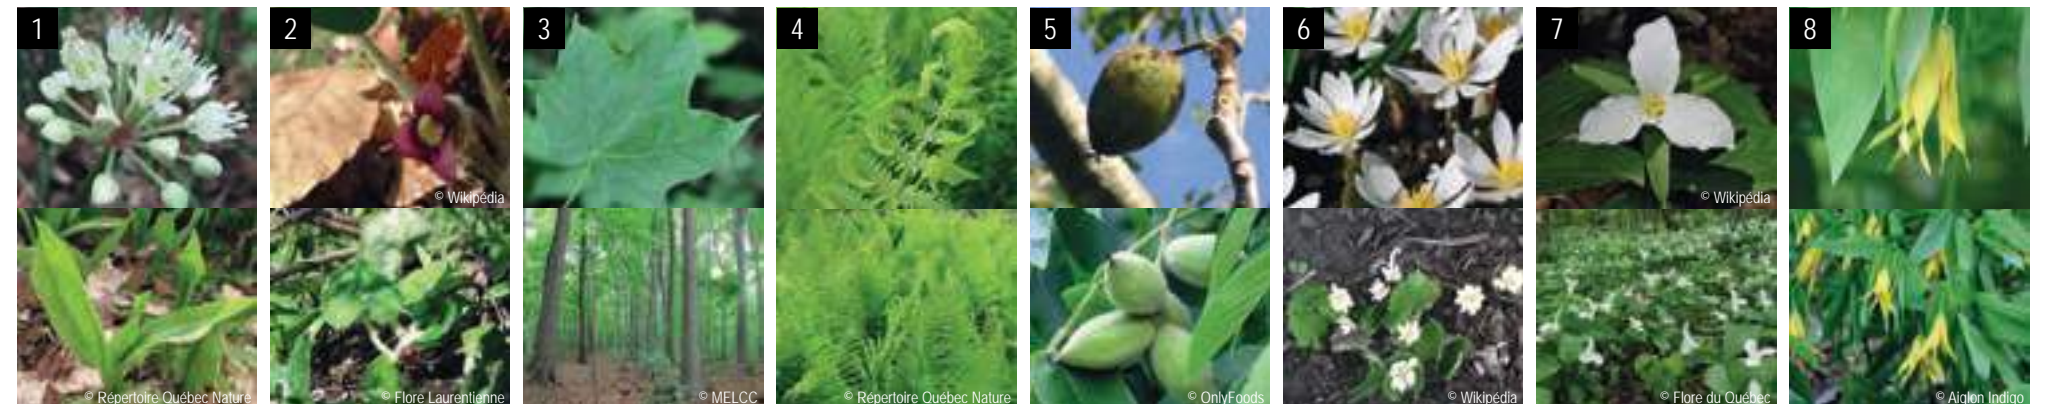 1
2
3
4
5
6
7
8
© Wikipédia
© Wikipédia
© Répertoire Québec Nature
© Flore Laurentienne
© MELCC
© Répertoire Québec Nature
© OnlyFoods
© Wikipédia
© Flore du Québec
© Aiglon Indigo